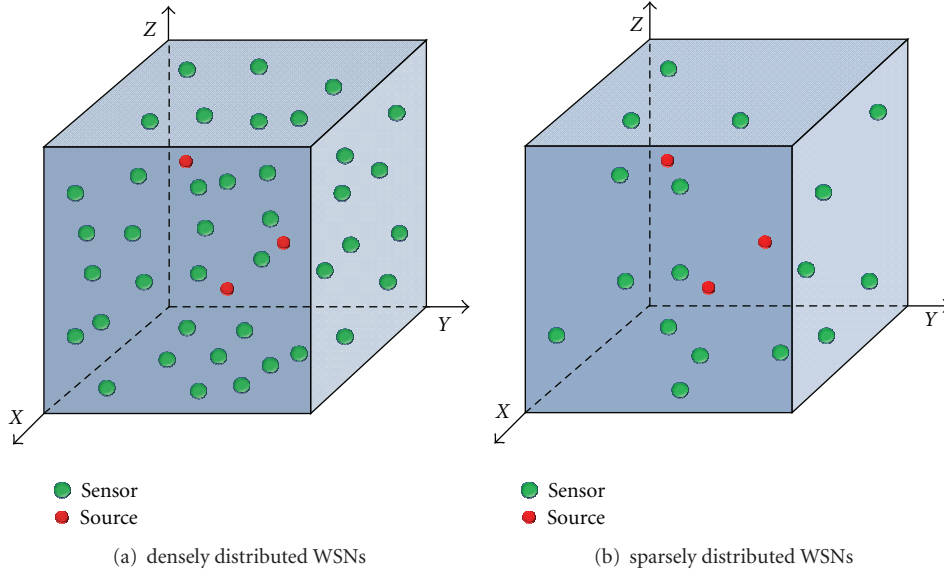 Z
Z
Y
Y
X
X
Sensor
Sensor
Source
Source
(a) densely distributed WSNs
(b) sparsely distributed WSNs